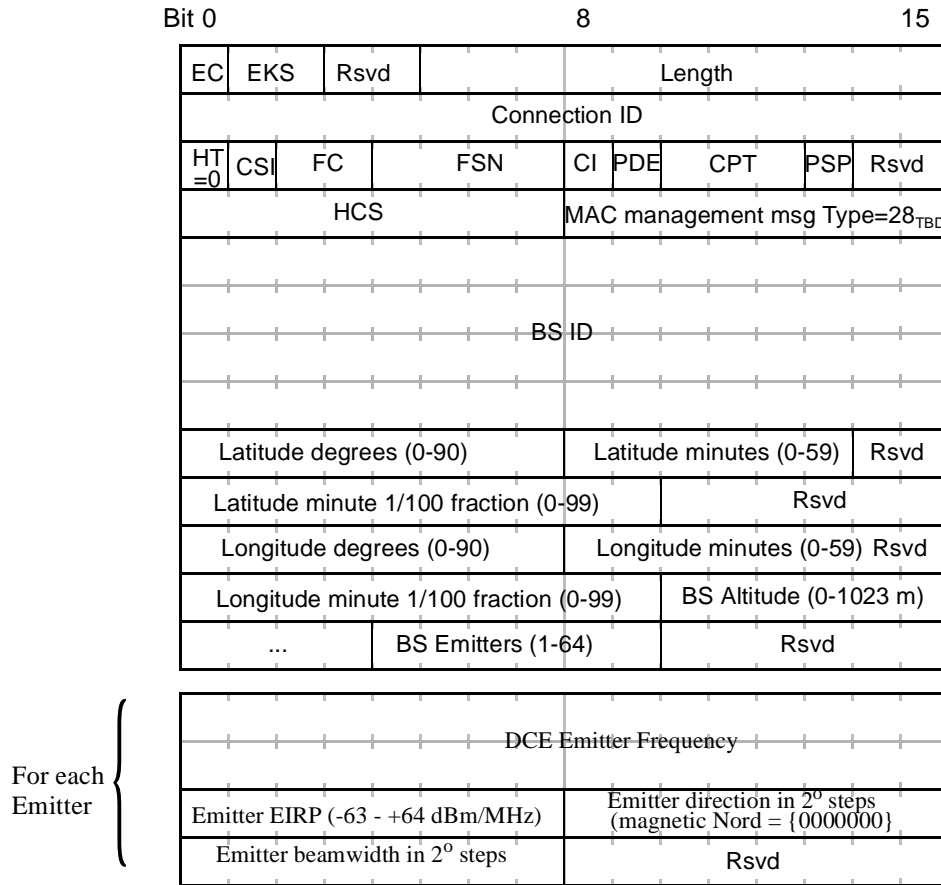 Bit 0 8 15
EC EKS Rsvd Length
Connection ID
HT =0 CSI FC FSN CI PDE CPT PSP Rsvd
HCS MAC management msg Type=28TBD
BS ID
Latitude degrees (0-90) Latitude minutes (0-59) Rsvd
Latitude minute 1/100 fraction (0-99) Rsvd
Longitude degrees (0-90) Longitude minutes (0-59) Rsvd
Longitude minute 1/100 fraction (0-99) BS Altitude (0-1023 m)
... BS Emitters (1-64) Rsvd
For each
Emitter
DCE Emitter Frequency
Emitter EIRP (-63 - +64 dBm/MHz) Emitter direction in 2o steps
(magnetic Nord = {0000000}
Emitter beamwidth in 2o steps Rsvd